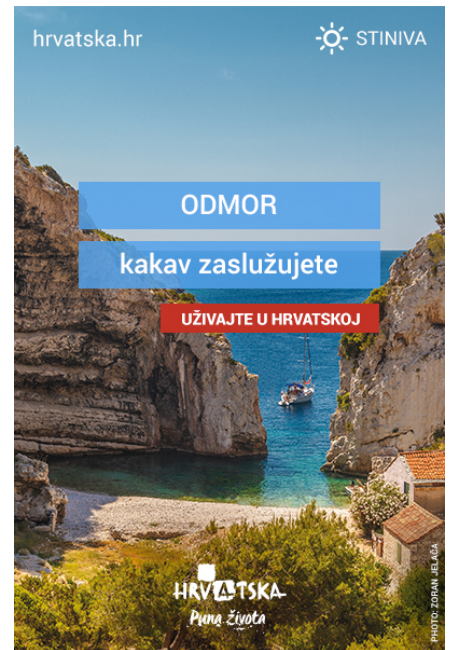 hrvatska.hr
STINIVA
ODMOR
kakav zaslužujete
UŽIVAJTE U HRVATSKOJ
HRVATSKA
Puna života
PHOTO: ZORAN JELAČA